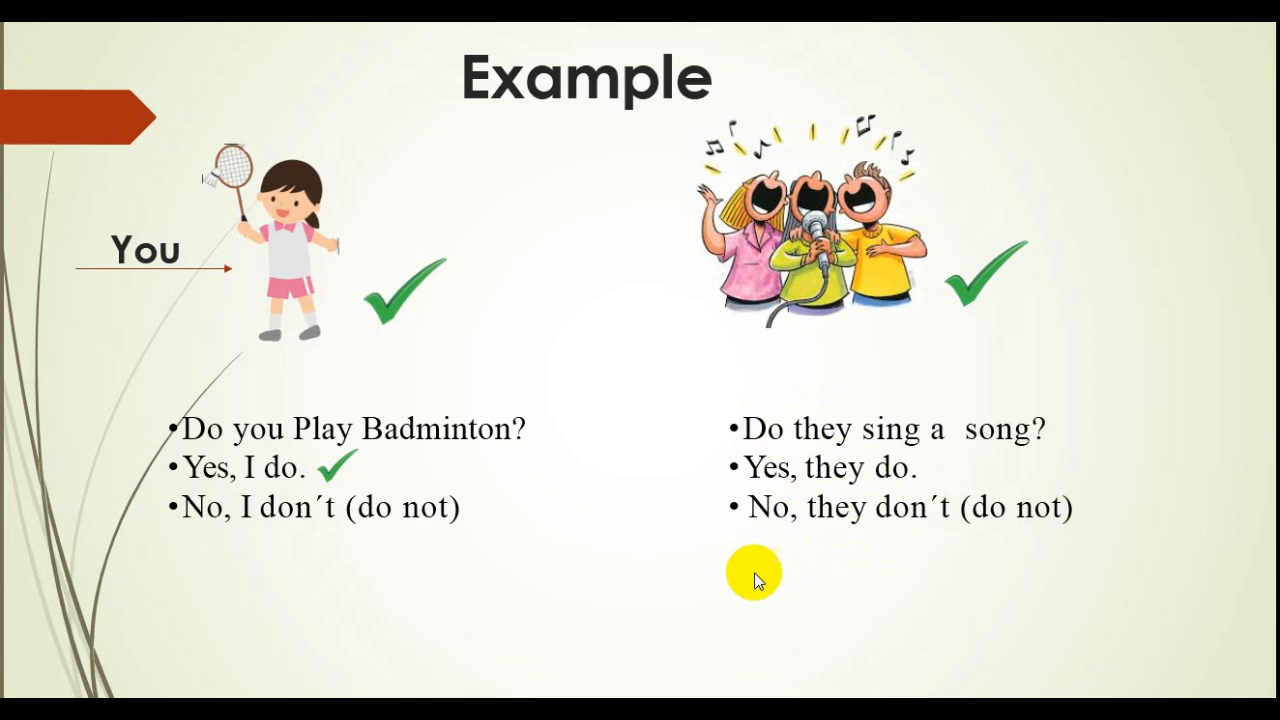 Example
You
•Do you Play Badminton?
•Yes, I do.
•No, I don´t (do not)
•Do they sing a  song?
•Yes, they do.
• No, they don´t (do not)